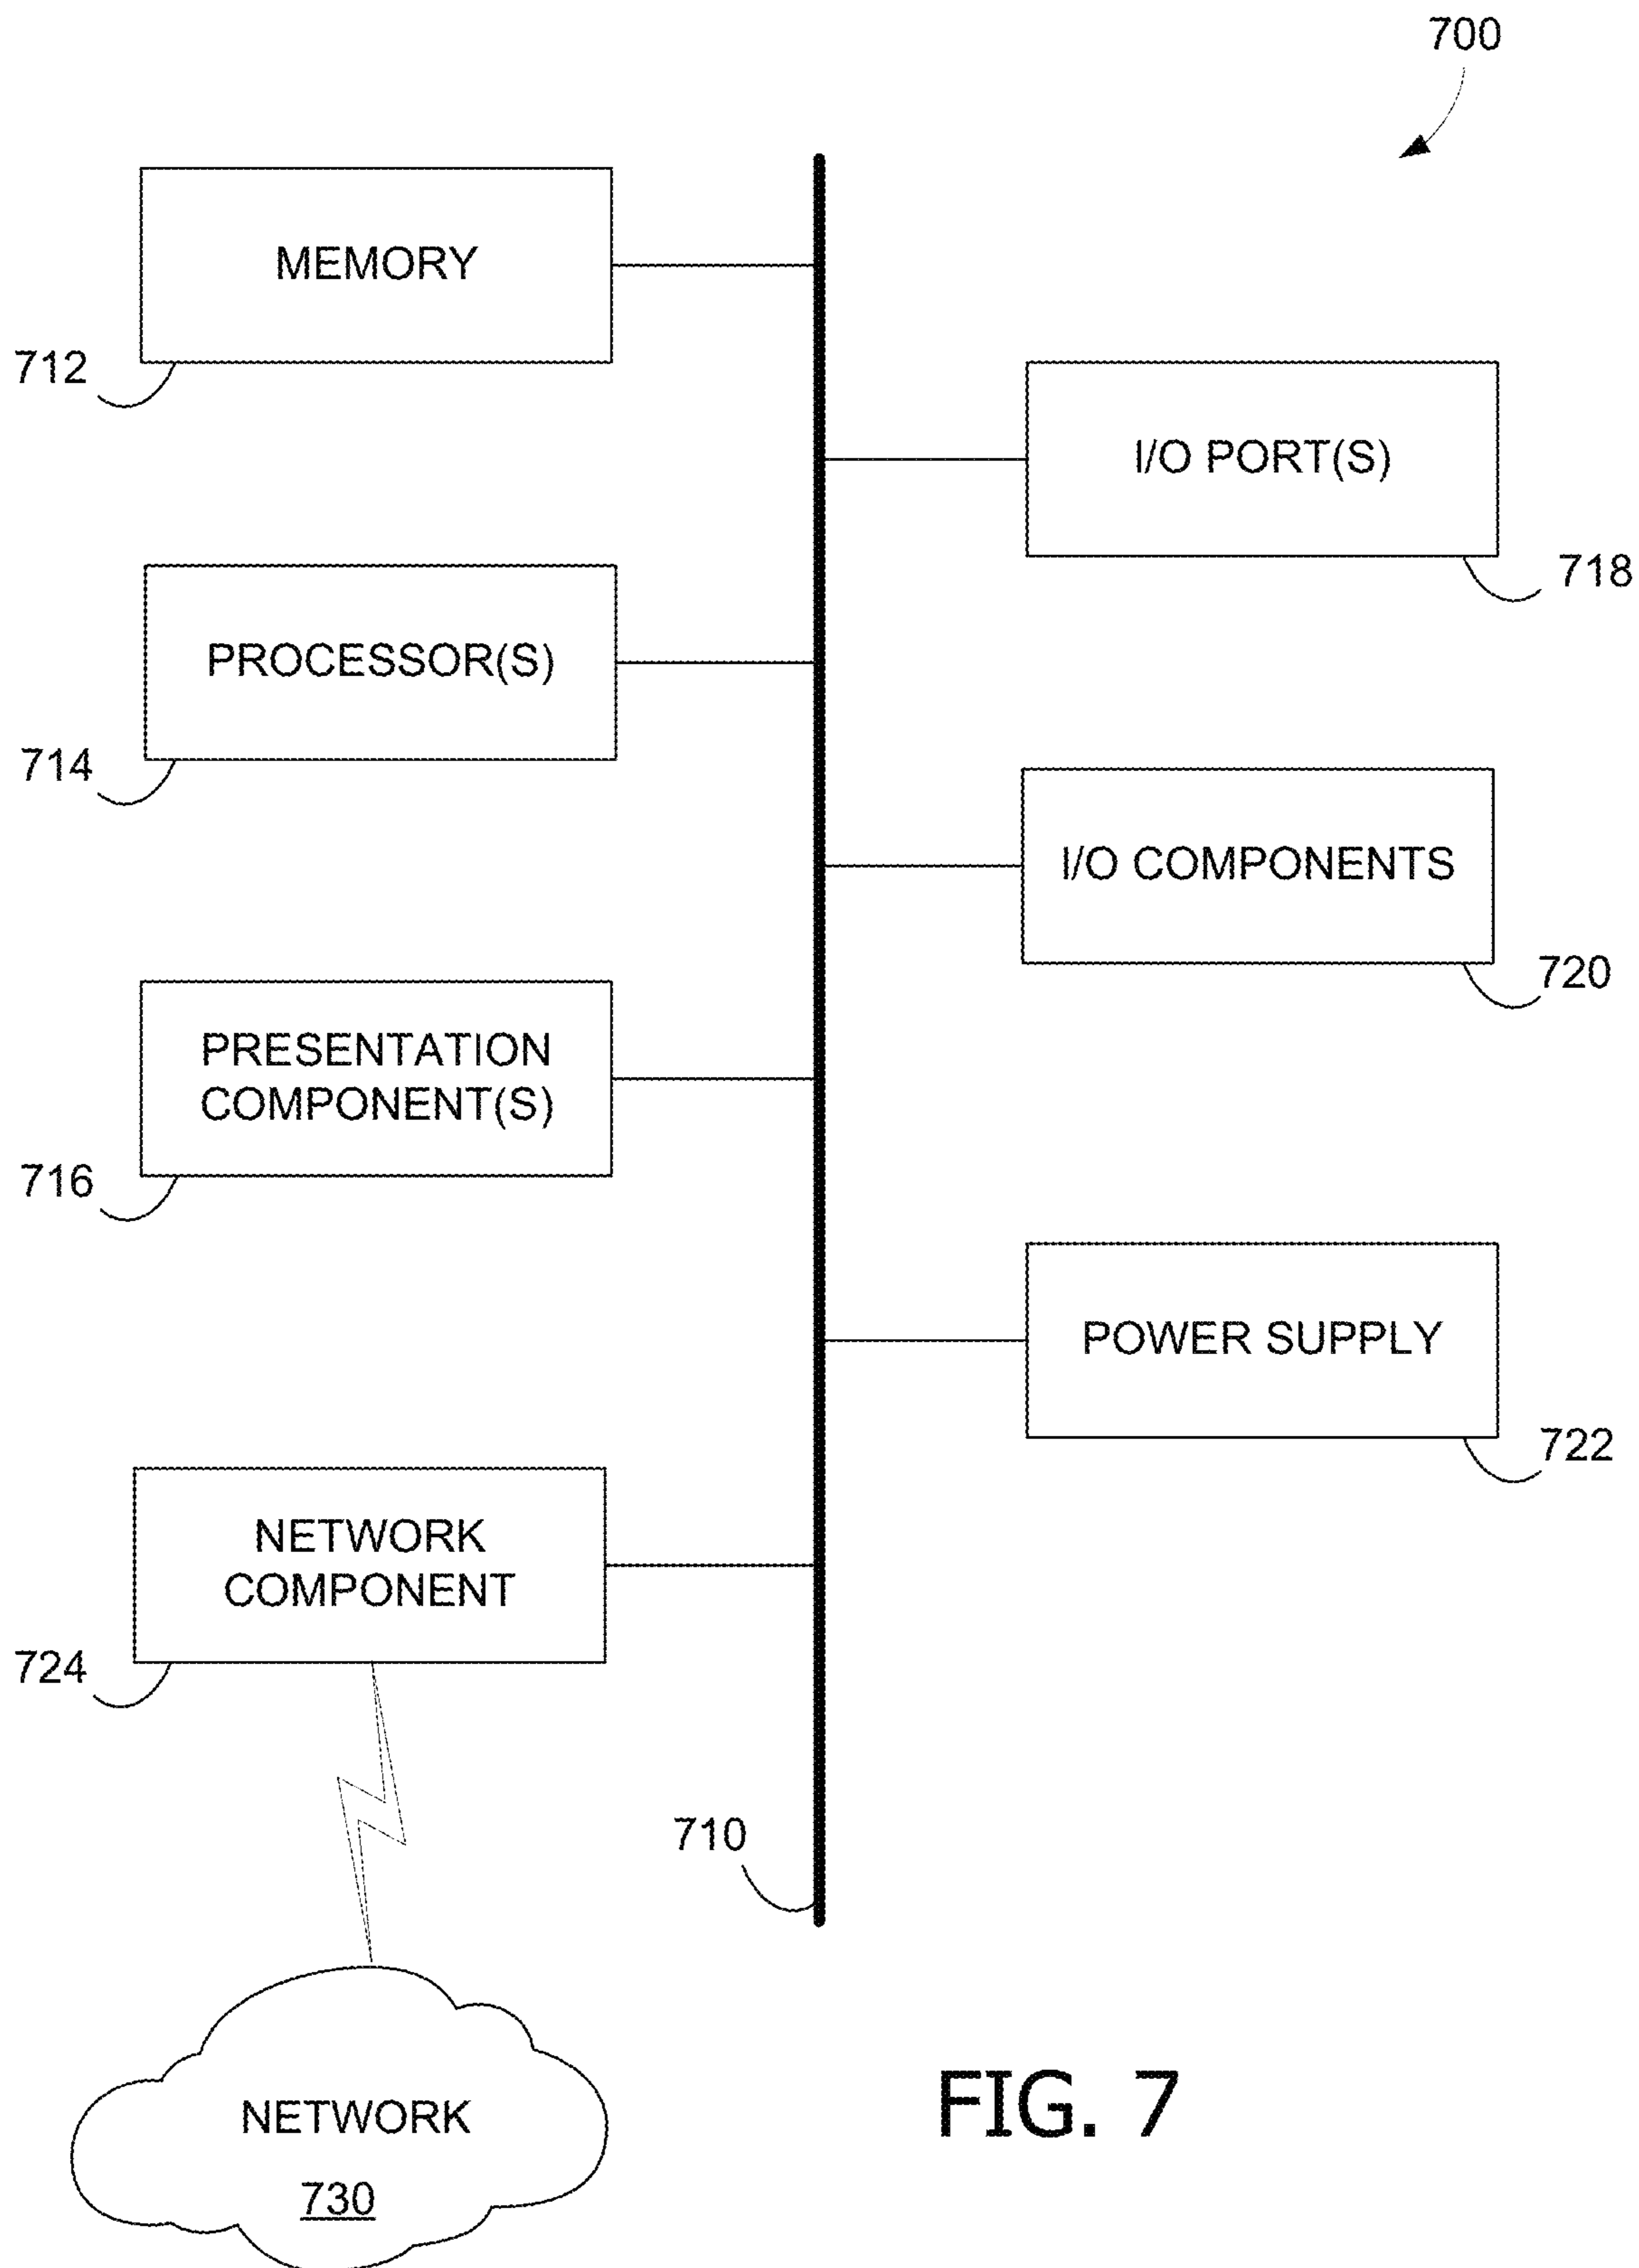 700
MEMORY
712
I/O PORT(S)
718
PROCESSOR(S)
714
I/O COMPONENTS
720
PRESENTATION
COMPONENT(S)
716
POWER SUPPLY
722
NETWORK
COMPONENT
724
710
NETWORK
730
FIG. 7